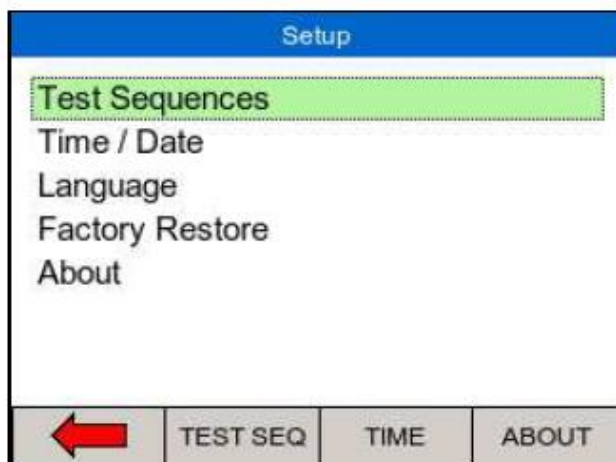 Setup
Test Sequences
Time / Date
Language
Factory Restore
About
TEST SEQ TIME ABOUT